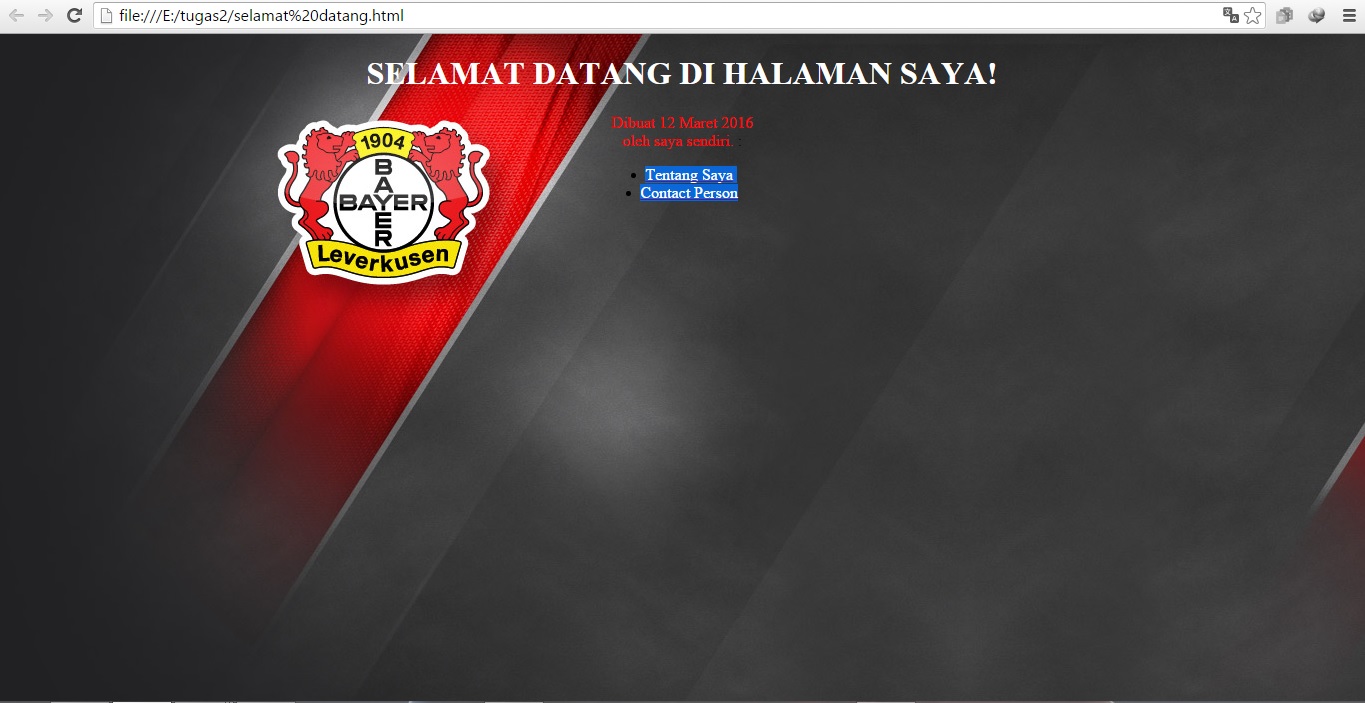 file:///E:/tugas2/selamat%20datang.html
SELAMAT DATANG DI HALAMAN SAYA!
Dibuat 12 Maret 2016
oleh saya sendiri.
Tentang Saya
Contact Person
1904
BAYER
BAYER
Leverkusen